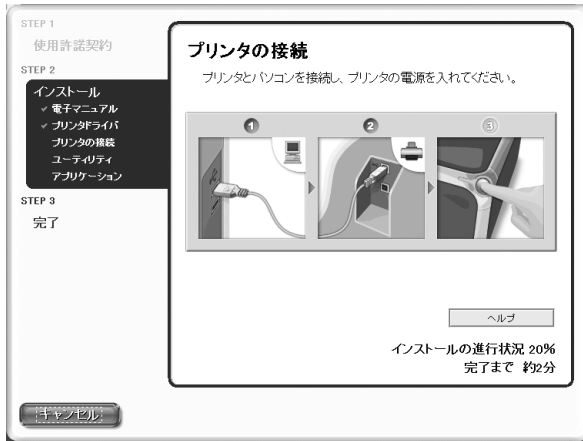 STEP 1
使用許諾契約
STEP 2
インストール
✓ 電子マニュアル
✓ プリンタドライバ
プリンタの接続
ユーティリティ
アプリケーション
STEP 3
完了
キャンセル
プリンタの接続
プリンタとパソコンを接続し、プリンタの電源を入れてください。
1 2 3
ヘルプ
インストールの進行状況 20%
完了まで 約2分